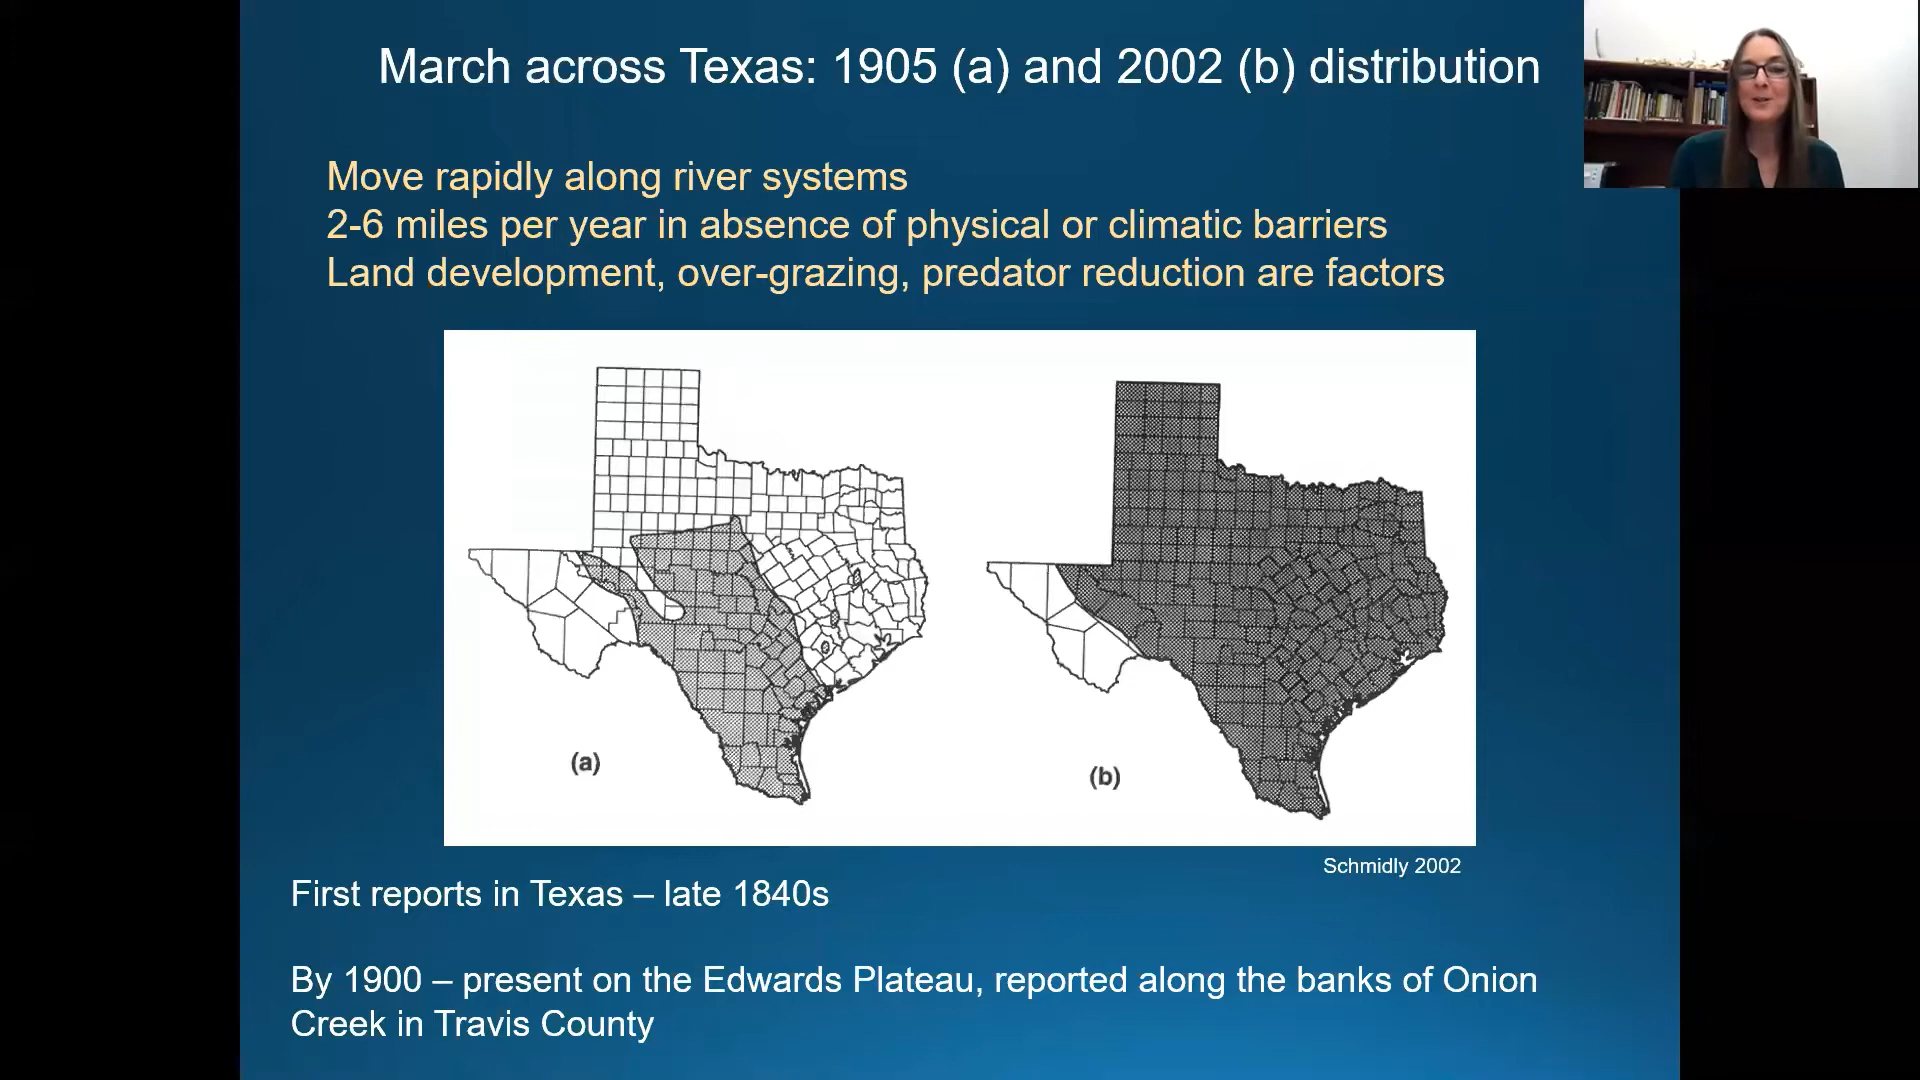 March across Texas: 1905 (a) and 2002 (b) distribution
Move rapidly along river systems
2-6 miles per year in absence of physical or climatic barriers
Land development, over-grazing, predator reduction are factors
(a)
(b)
Schmidly 2002
First reports in Texas – late 1840s
By 1900 – present on the Edwards Plateau, reported along the banks of Onion
Creek in Travis County